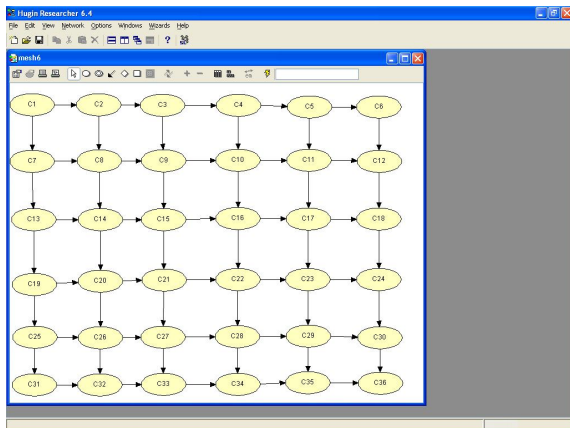 Hugin Researcher 6.4
File Edit View Network Options Windows Wizards Help
mesh6
C1 C2 C3 C4 C5 C6
C7 C8 C9 C10 C11 C12
C13 C14 C15 C16 C17 C18
C19 C20 C21 C22 C23 C24
C25 C26 C27 C28 C29 C30
C31 C32 C33 C34 C35 C36